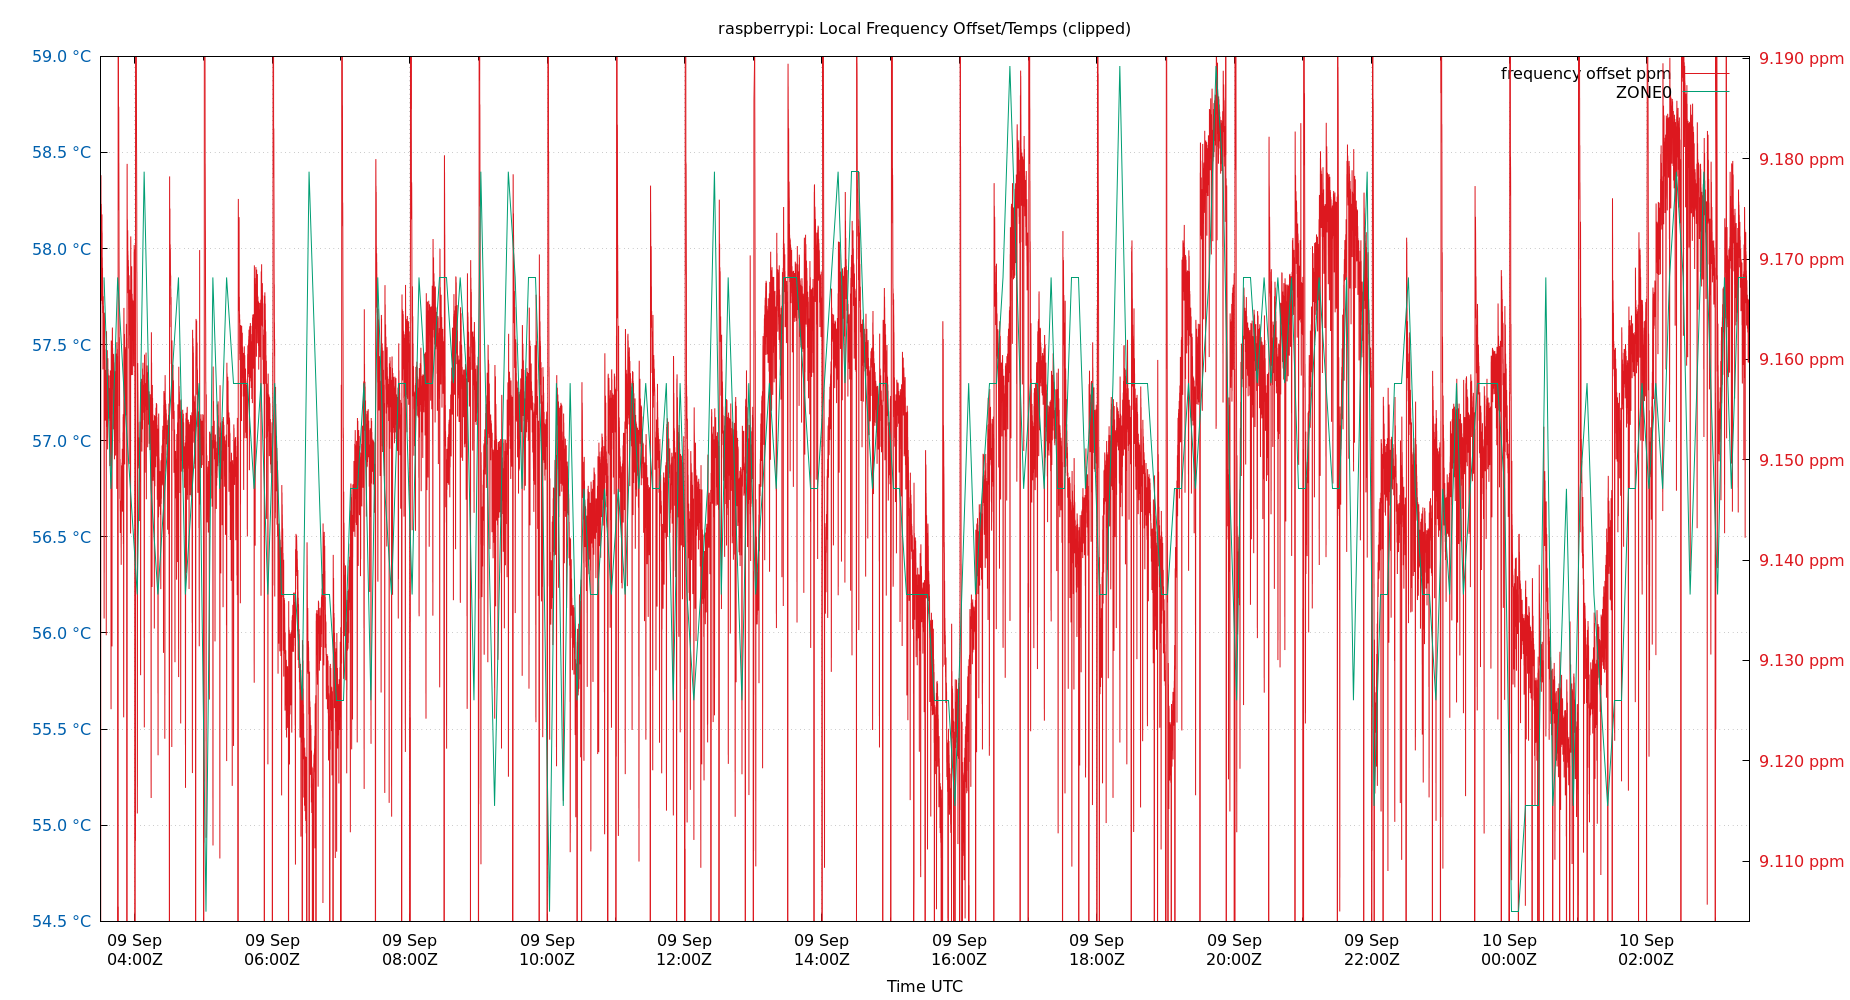 raspberrypi: Local Frequency Offset/Temps (clipped)
59.0 °C
58.5 °C
58.0 °C
57.5 °C
57.0 °C
56.5 °C
56.0 °C
55.5 °C
55.0 °C
54.5 °C
9.190 ppm
9.180 ppm
9.170 ppm
9.160 ppm
9.150 ppm
9.140 ppm
9.130 ppm
9.120 ppm
9.110 ppm
frequency offset ppm
ZONE0
09 Sep 09 Sep 09 Sep 09 Sep 09 Sep 09 Sep 09 Sep 09 Sep 09 Sep 09 Sep 10 Sep 10 Sep
04:00Z 06:00Z 08:00Z 10:00Z 12:00Z 14:00Z 16:00Z 18:00Z 20:00Z 22:00Z 00:00Z 02:00Z
Time UTC